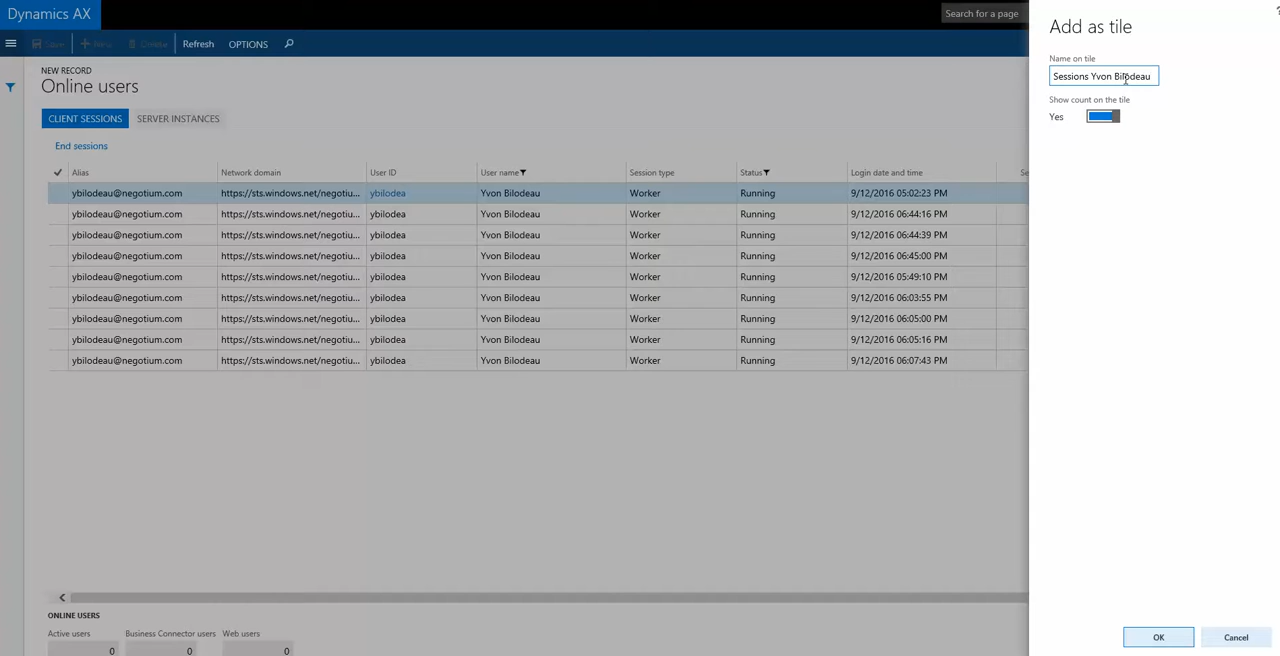 Dynamics AX
Search for a page
?
Save New Delete Refresh OPTIONS
NEW RECORD
Online users
CLIENT SESSIONS SERVER INSTANCES
End sessions
Alias Network domain User ID User name Session type Status Login date and time Se
ybilodeau@negotium.com https://sts.windows.net/negotiu... ybilodea Yvon Bilodeau Worker Running 9/12/2016 05:02:23 PM
ybilodeau@negotium.com https://sts.windows.net/negotiu... ybilodea Yvon Bilodeau Worker Running 9/12/2016 06:44:16 PM
ybilodeau@negotium.com https://sts.windows.net/negotiu... ybilodea Yvon Bilodeau Worker Running 9/12/2016 06:44:39 PM
ybilodeau@negotium.com https://sts.windows.net/negotiu... ybilodea Yvon Bilodeau Worker Running 9/12/2016 06:45:00 PM
ybilodeau@negotium.com https://sts.windows.net/negotiu... ybilodea Yvon Bilodeau Worker Running 9/12/2016 05:49:10 PM
ybilodeau@negotium.com https://sts.windows.net/negotiu... ybilodea Yvon Bilodeau Worker Running 9/12/2016 06:03:55 PM
ybilodeau@negotium.com https://sts.windows.net/negotiu... ybilodea Yvon Bilodeau Worker Running 9/12/2016 06:05:00 PM
ybilodeau@negotium.com https://sts.windows.net/negotiu... ybilodea Yvon Bilodeau Worker Running 9/12/2016 06:05:16 PM
ybilodeau@negotium.com https://sts.windows.net/negotiu... ybilodea Yvon Bilodeau Worker Running 9/12/2016 06:07:43 PM
ONLINE USERS
Active users Business Connector users Web users
0 0 0
Add as tile
Name on tile
Sessions Yvon Bilodeau
Show count on the tile
Yes
OK Cancel